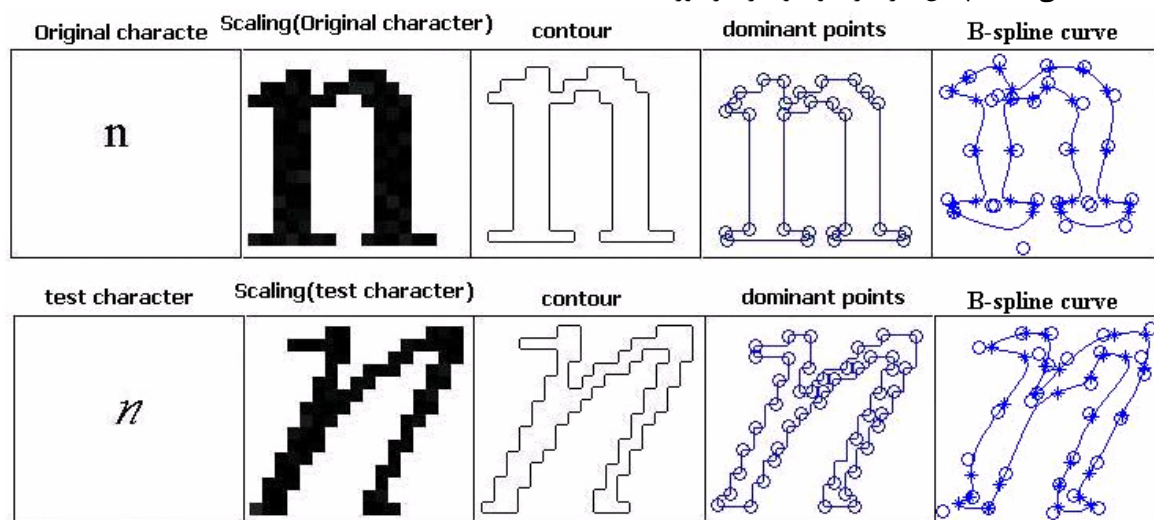 Original characte Scaling(Original character) contour dominant points B-spline curve
n
test character Scaling(test character) contour dominant points B-spline curve
n